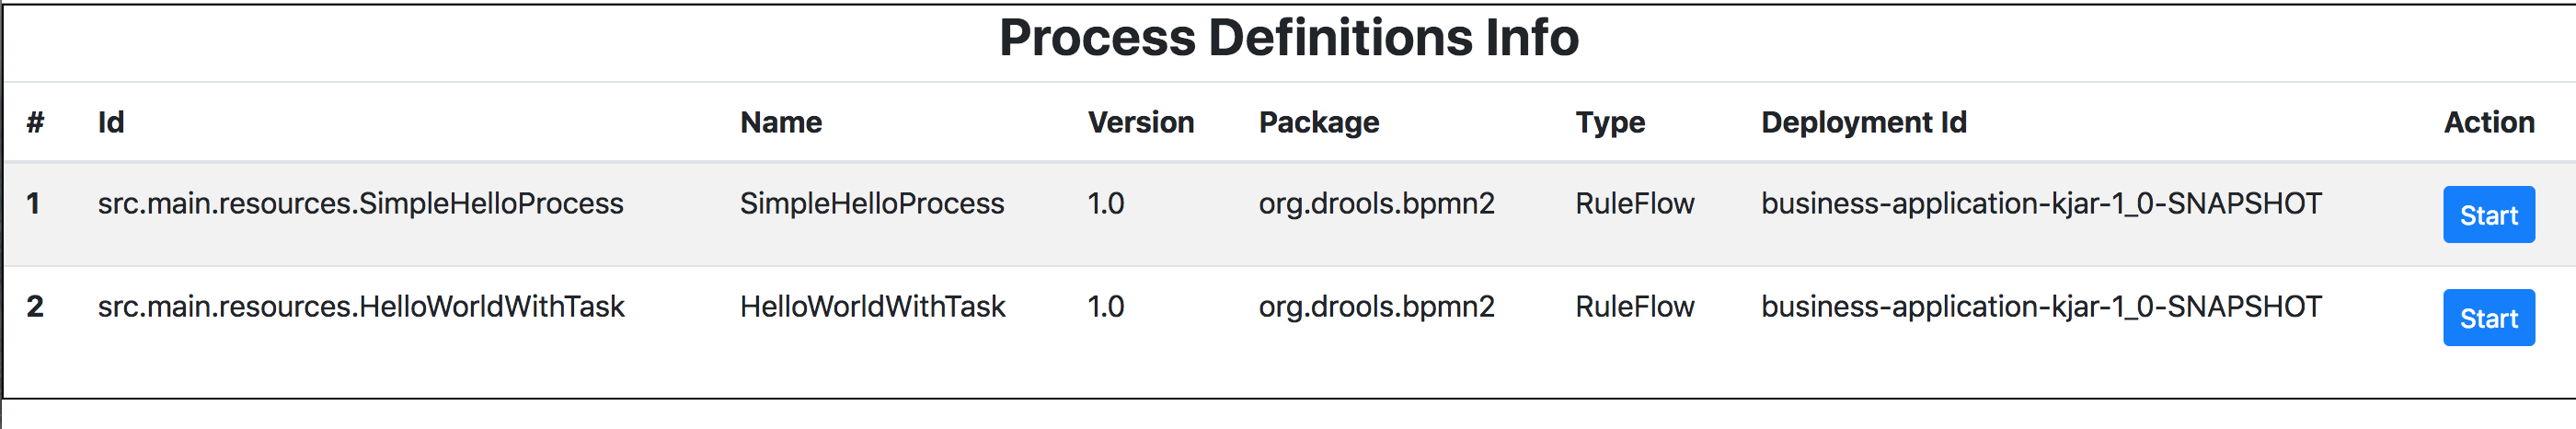 Process Definitions Info
# Id Name Version Package Type Deployment Id Action
1 src.main.resources.SimpleHelloProcess SimpleHelloProcess 1.0 org.drools.bpmn2 RuleFlow business-application-kjar-1_0-SNAPSHOT Start
2 src.main.resources.HelloWorldWithTask HelloWorldWithTask 1.0 org.drools.bpmn2 RuleFlow business-application-kjar-1_0-SNAPSHOT Start